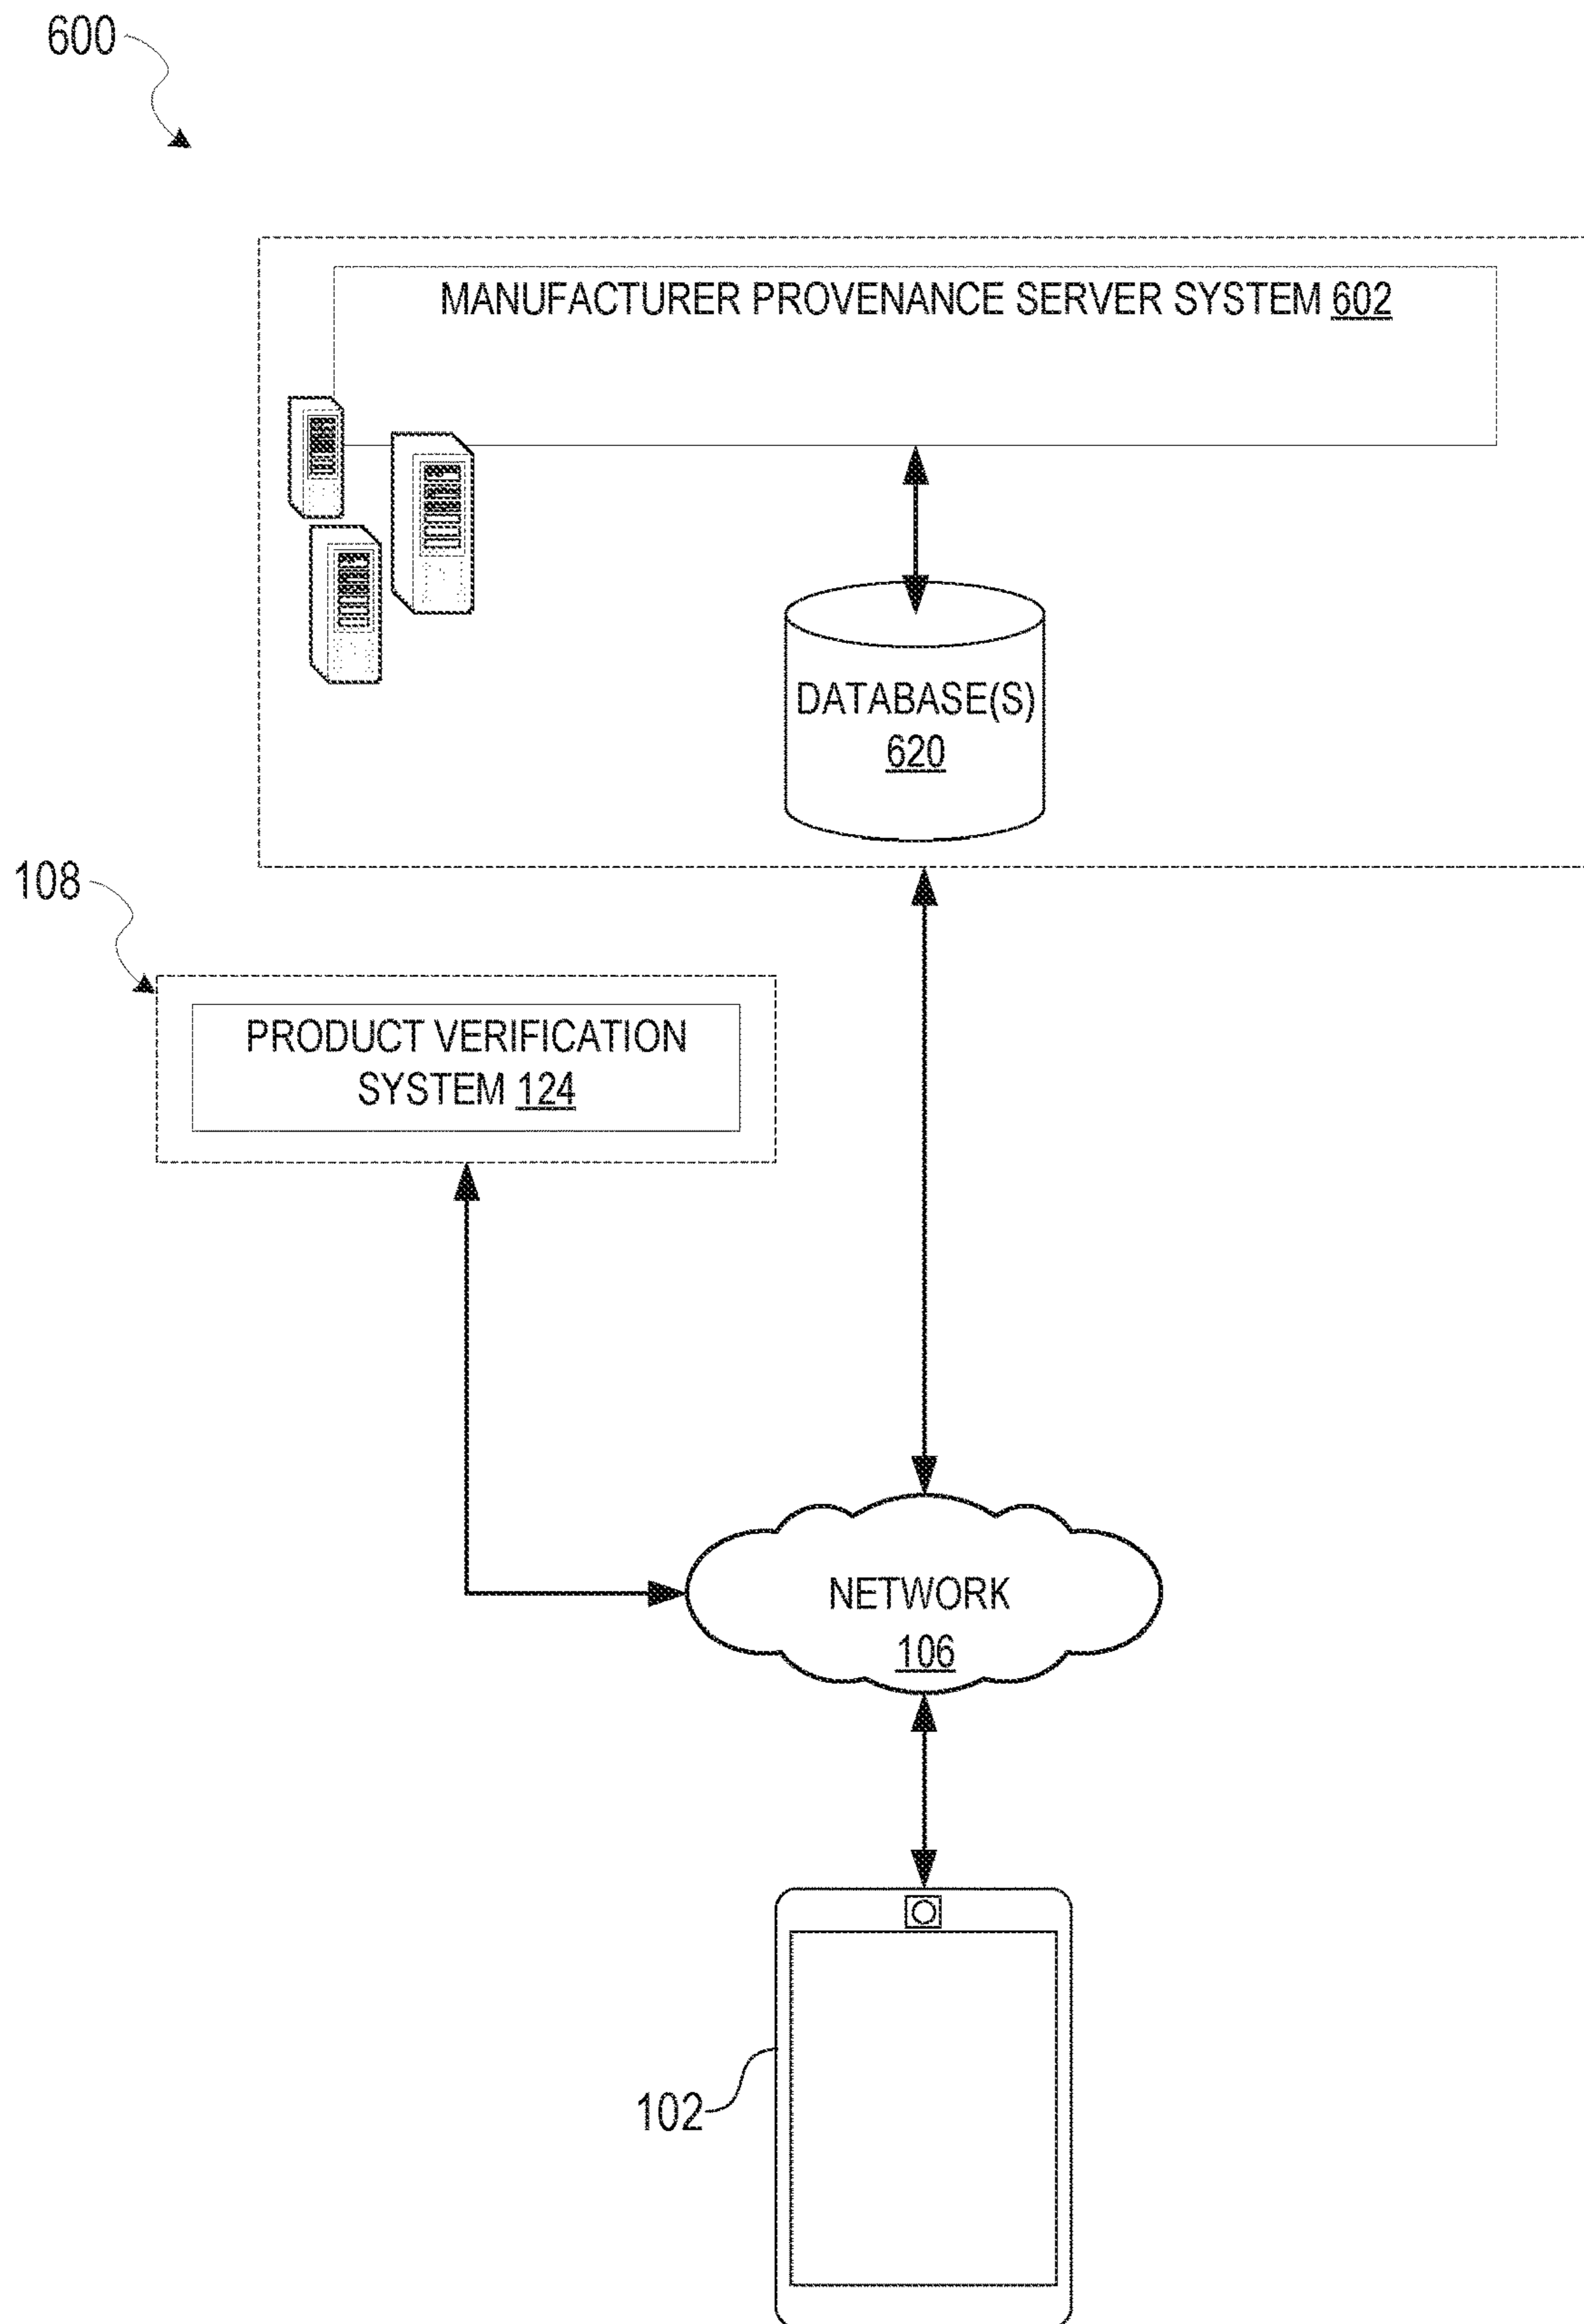 600
MANUFACTURER PROVENANCE SERVER SYSTEM 602
DATABASE(S)
620
108
PRODUCT VERIFICATION
SYSTEM 124
NETWORK
106
102